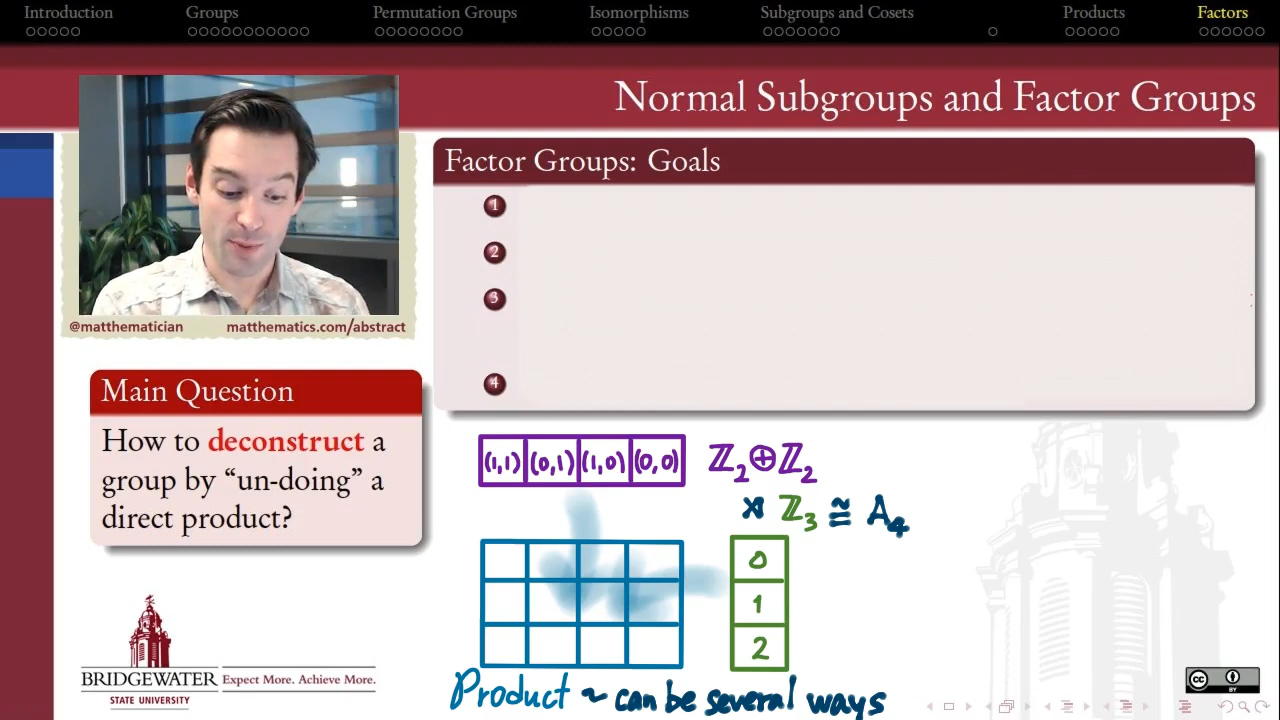 Introduction Groups Permutation Groups Isomorphisms Subgroups and Cosets Products Factors
Normal Subgroups and Factor Groups
@matthematician matthematics.com/abstract
Factor Groups: Goals
1
2
3
4
Main Question
How to deconstruct a
group by “un-doing” a
direct product?
(1,1) (0,1) (1,0) (0,0) ℤ₂⊕ℤ₂
⋊ ℤ₃ ≅ A₄
0
1
2
Product ~ can be several ways
BRIDGEWATER Expect More. Achieve More.
STATE UNIVERSITY
CC BY